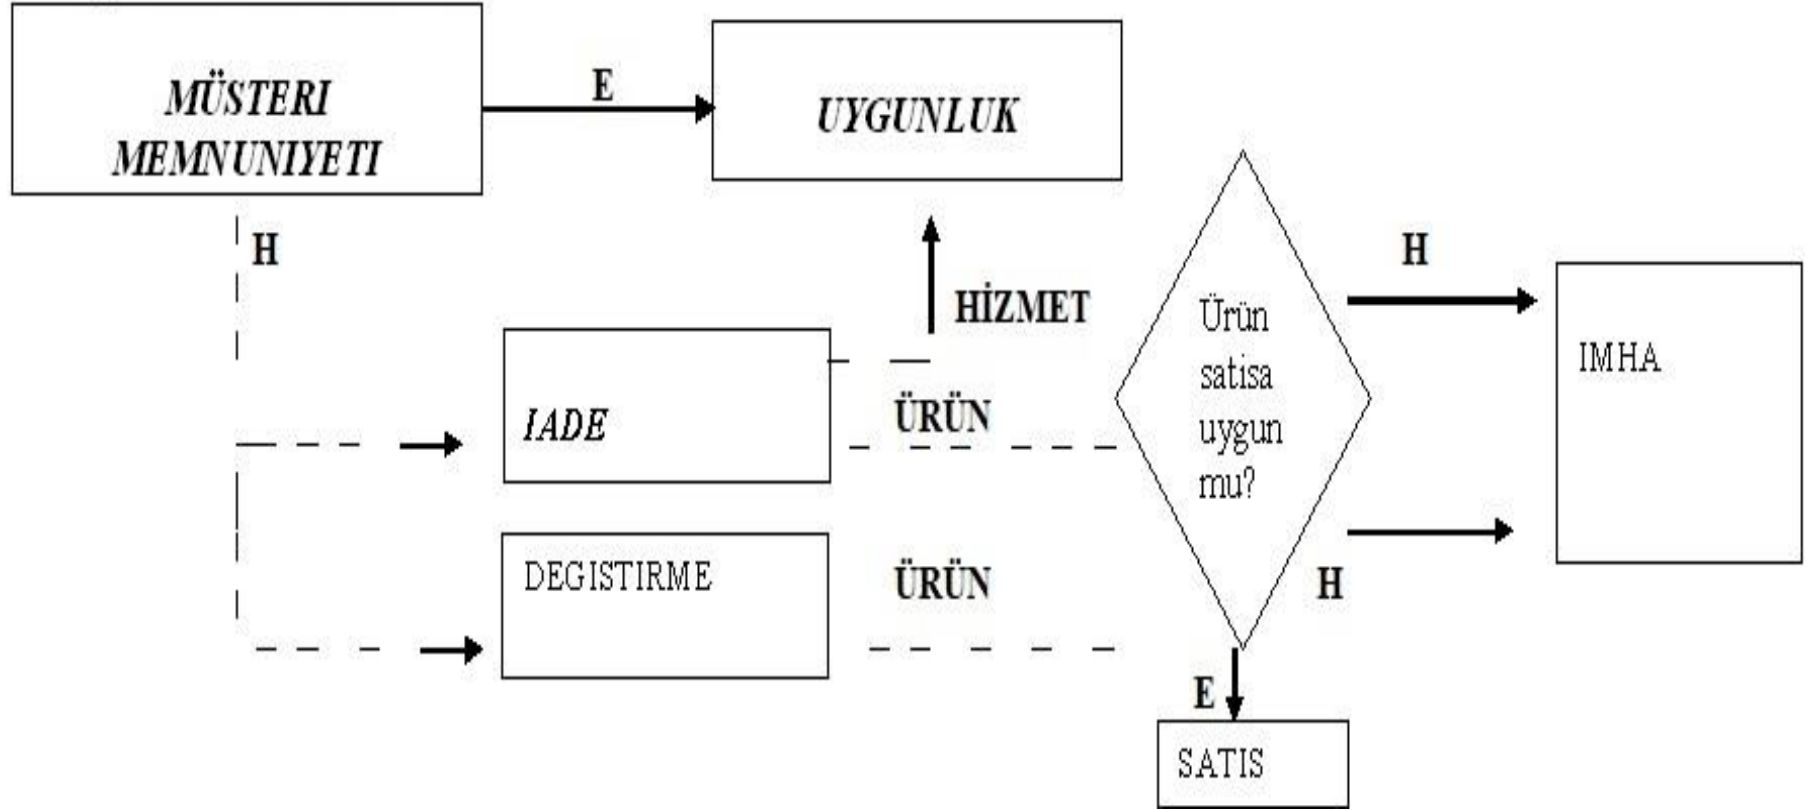 MÜSTERI
MEMNUNIYETI
E
UYGUNLUK
H
HİZMET
H
Ürün
satisa
uygun
mu?
IMHA
IADE
ÜRÜN
DEGISTIRME
ÜRÜN
H
E
SATIS